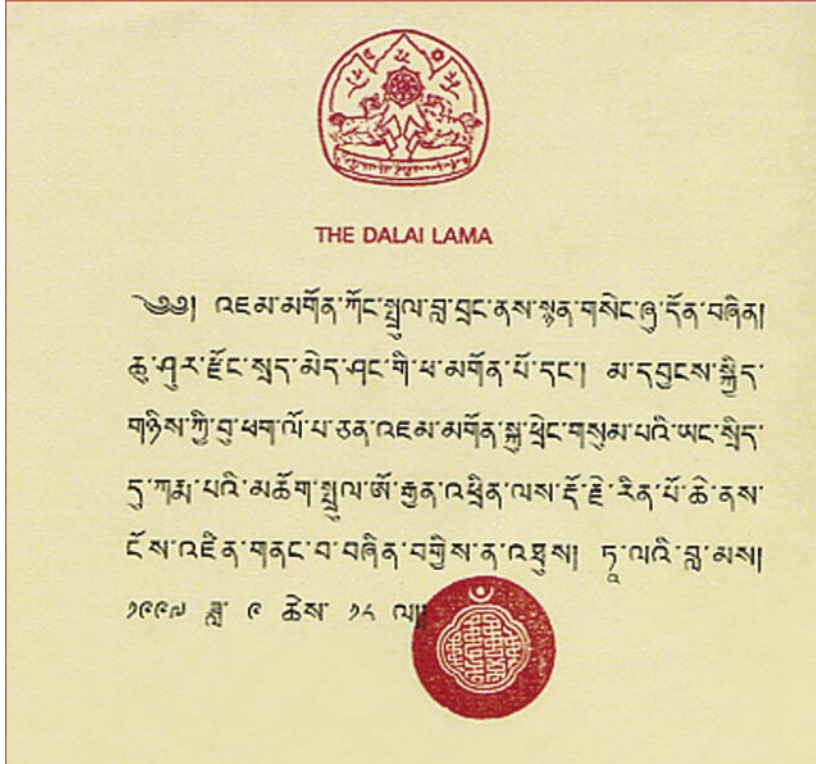 THE DALAI LAMA
༄༅། འཇམ་མགོན་ཀོང་སྤྲུལ་བླ་བྲང་ནས་སྙན་གསེང་ཞུ་དོན་བཞིན།
ཆུ་ཤུར་རྫོང་སྲད་མེད་ཤང་གི་ཕ་མགོན་པོ་དང་། མ་དབྱངས་སྐྱིད་
གཉིས་ཀྱི་བུ་ཕག་ལོ་པ་ཅན་འཇམ་མགོན་སྐུ་ཕྲེང་གསུམ་པའི་ཡང་སྲིད་
དུ་ཀརྨ་པའི་མཆོག་སྤྲུལ་ཨོ་རྒྱན་འཕྲིན་ལས་རྡོ་རྗེ་རིན་པོ་ཆེ་ནས་
ངོས་འཛིན་གནང་བ་བཞིན་བགྱིས་ན་འཐུས། ཏཱ་ལའི་བླ་མས།
༡༩༩༧ ཟླ་ ༩ ཚེས་ ༡༨ ལ།།